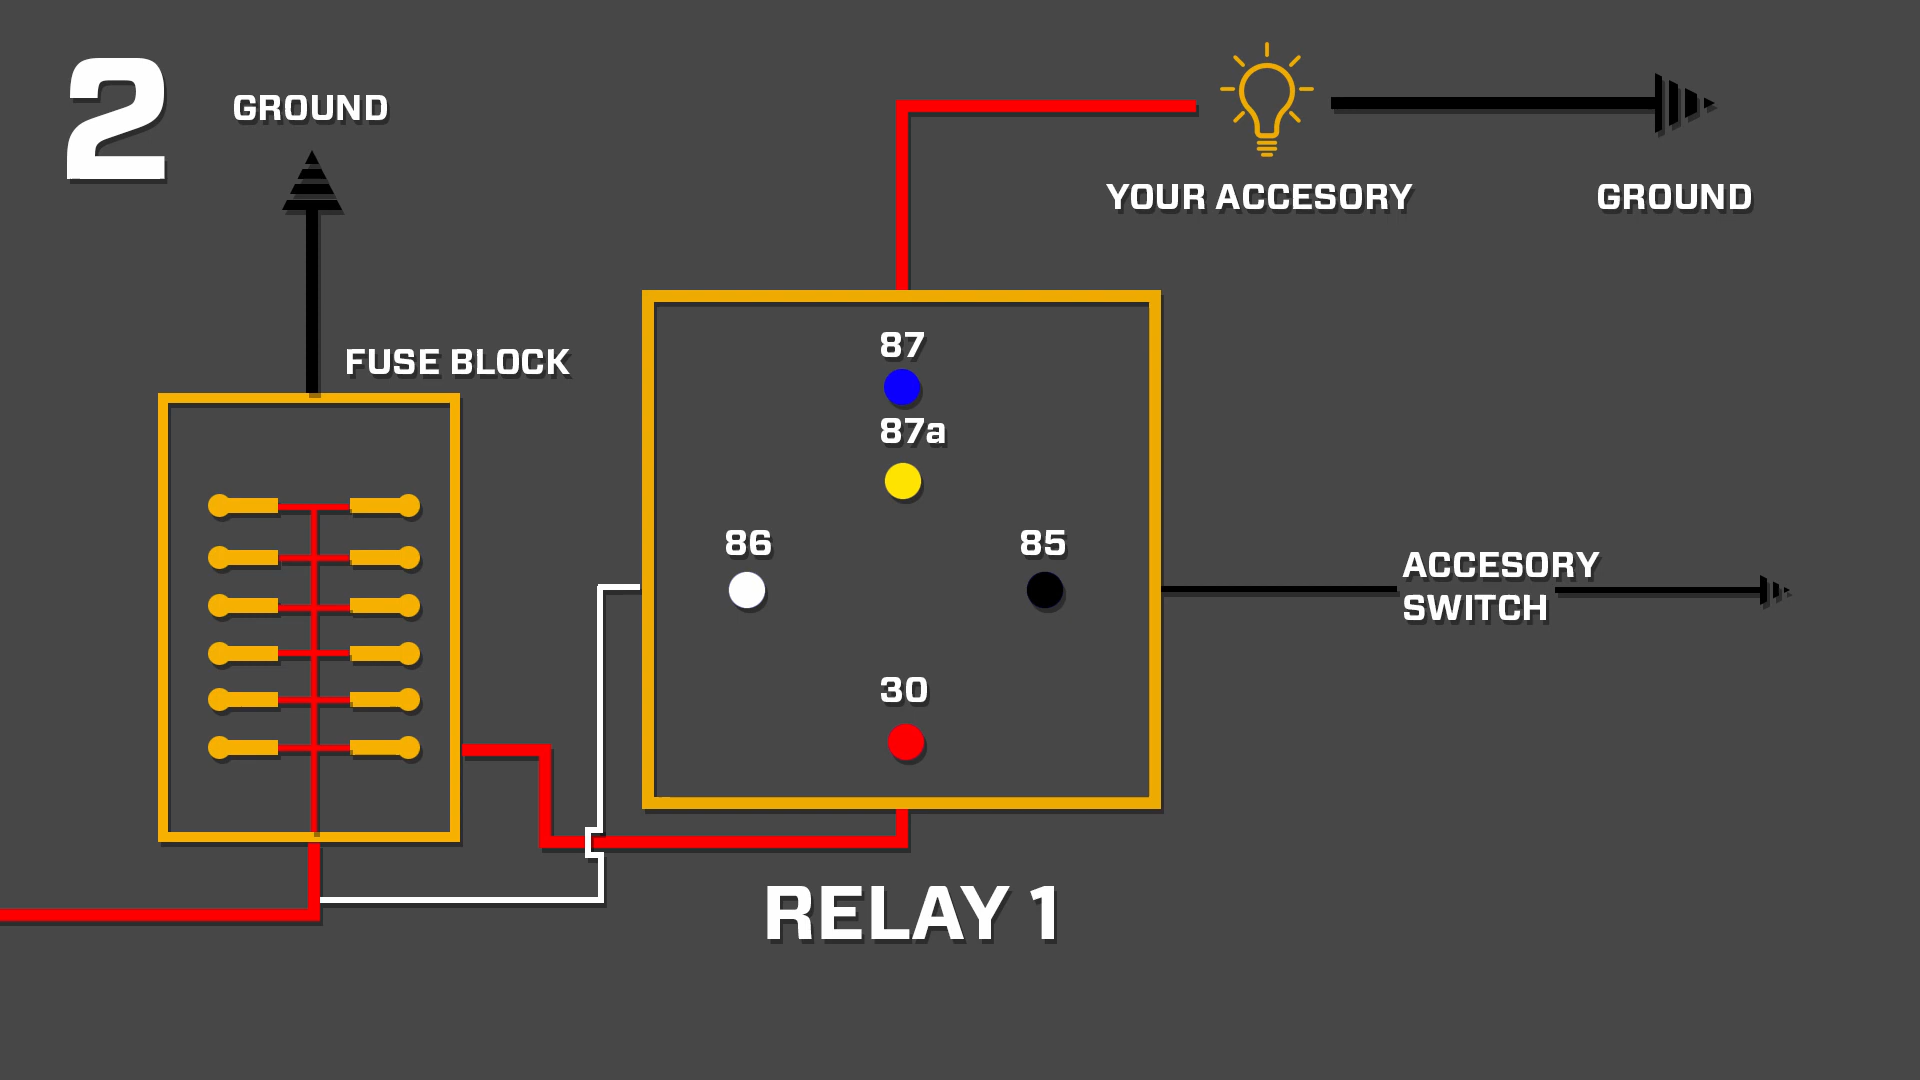 2
GROUND
YOUR ACCESORY
GROUND
FUSE BLOCK
87
87a
86
85
ACCESORY
SWITCH
30
RELAY 1